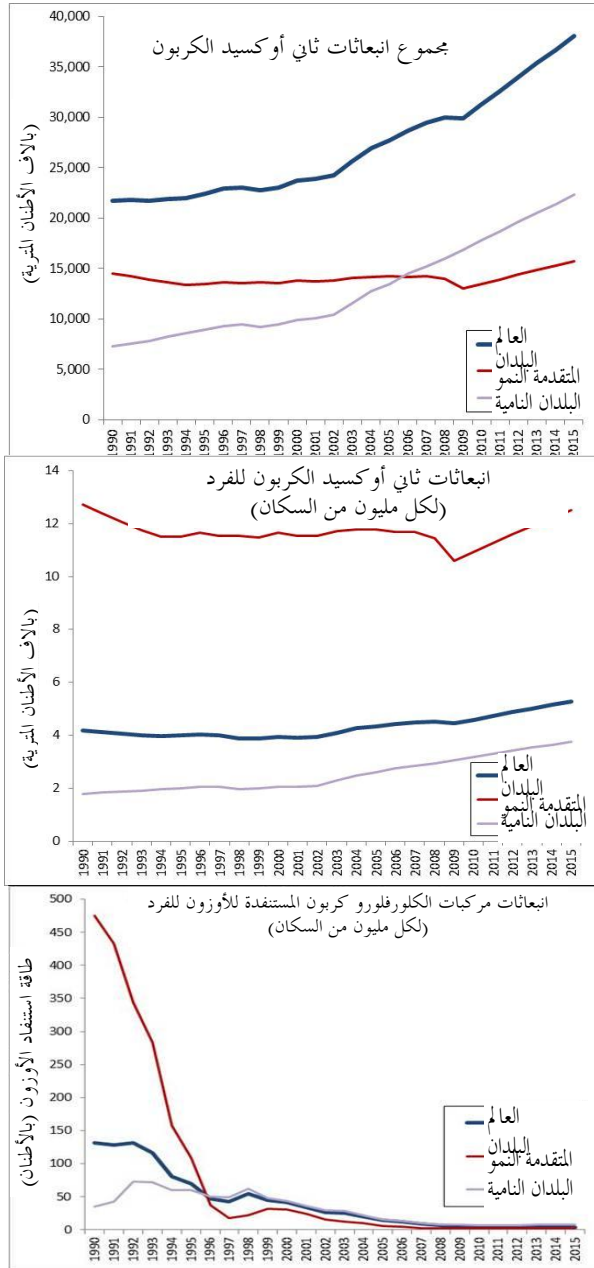 مجموع انبعاثات ثاني أوكسيد الكربون
(بالاف الأطنان المترية)
40,000
35,000
30,000
25,000
20,000
15,000
10,000
5,000
0
العالم
البلدان
المتقدمة النمو
البلدان النامية
1990 1991 1992 1993 1994 1995 1996 1997 1998 1999 2000 2001 2002 2003 2004 2005 2006 2007 2008 2009 2010 2011 2012 2013 2014 2015
انبعاثات ثاني أوكسيد الكربون للفرد
(لكل مليون من السكان)
(بالاف الأطنان المترية)
14
12
10
8
6
4
2
0
العالم
البلدان
المتقدمة النمو
البلدان النامية
1990 1991 1992 1993 1994 1995 1996 1997 1998 1999 2000 2001 2002 2003 2004 2005 2006 2007 2008 2009 2010 2011 2012 2013 2014 2015
انبعاثات مركبات الكلورفلورو كربون المستنفدة للأوزون للفرد
(لكل مليون من السكان)
طاقة استنفاد الأوزون (بالأطنان)
500
450
400
350
300
250
200
150
100
50
0
العالم
البلدان
المتقدمة النمو
البلدان النامية
1990 1991 1992 1993 1994 1995 1996 1997 1998 1999 2000 2001 2002 2003 2004 2005 2006 2007 2008 2009 2010 2011 2012 2013 2014 2015